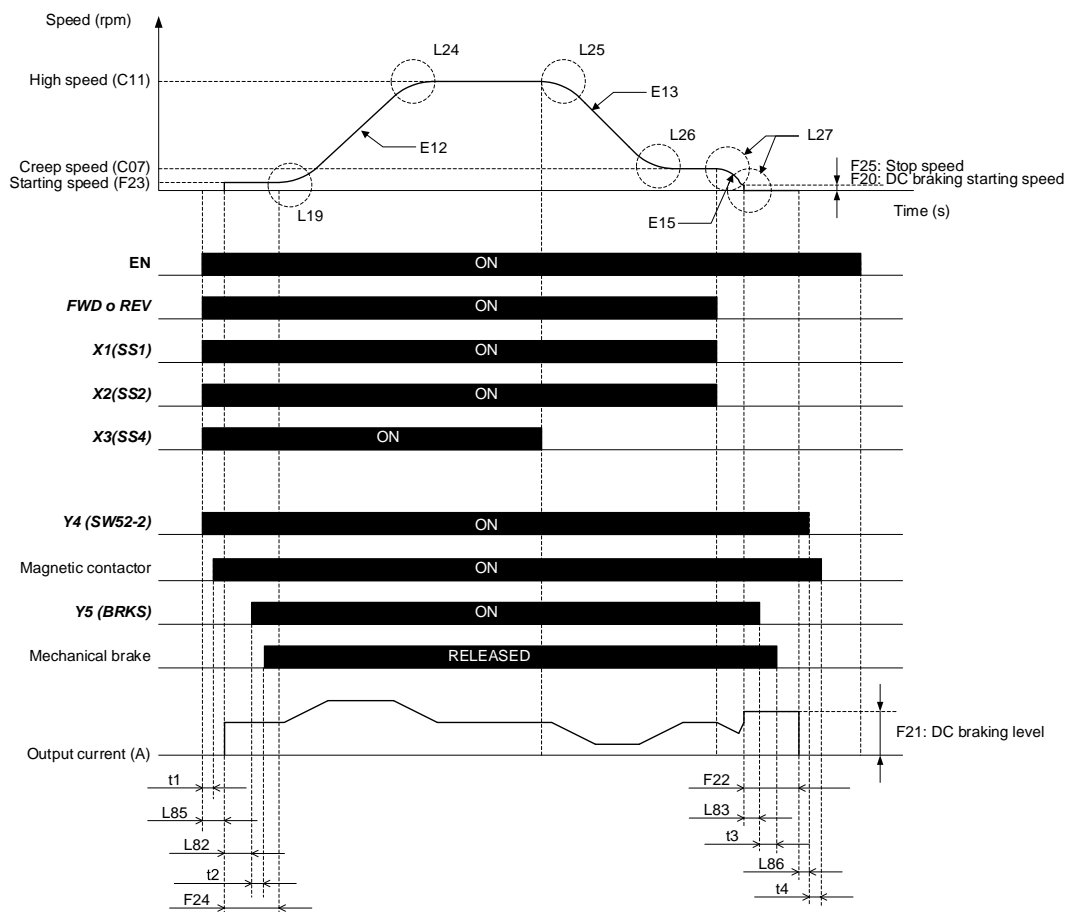 Speed (rpm)
L24
L25
High speed (C11)
E13
E12
L26
L27
Creep speed (C07)
Starting speed (F23)
F25: Stop speed
F20: DC braking starting speed
L19
E15
Time (s)
EN
ON
FWD o REV
ON
X1(SS1)
ON
X2(SS2)
ON
X3(SS4)
ON
Y4 (SW52-2)
ON
Magnetic contactor
ON
Y5 (BRKS)
ON
Mechanical brake
RELEASED
Output current (A)
F21: DC braking level
t1
F22
L85
L83
L82
t3
t2
L86
F24
t4